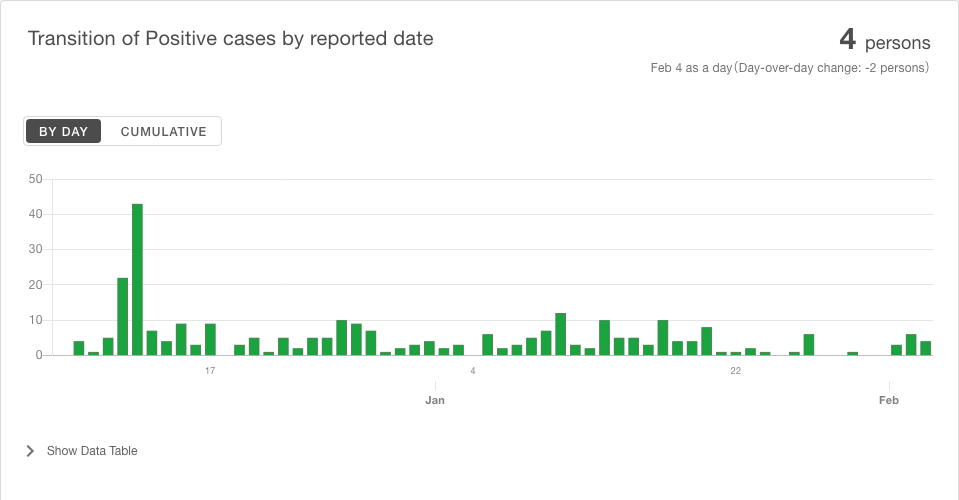 Transition of Positive cases by reported date
4 persons
Feb 4 as a day(Day-over-day change: -2 persons)
BY DAY CUMULATIVE
50
40
30
20
10
0
17 4 22
Jan Feb
Show Data Table